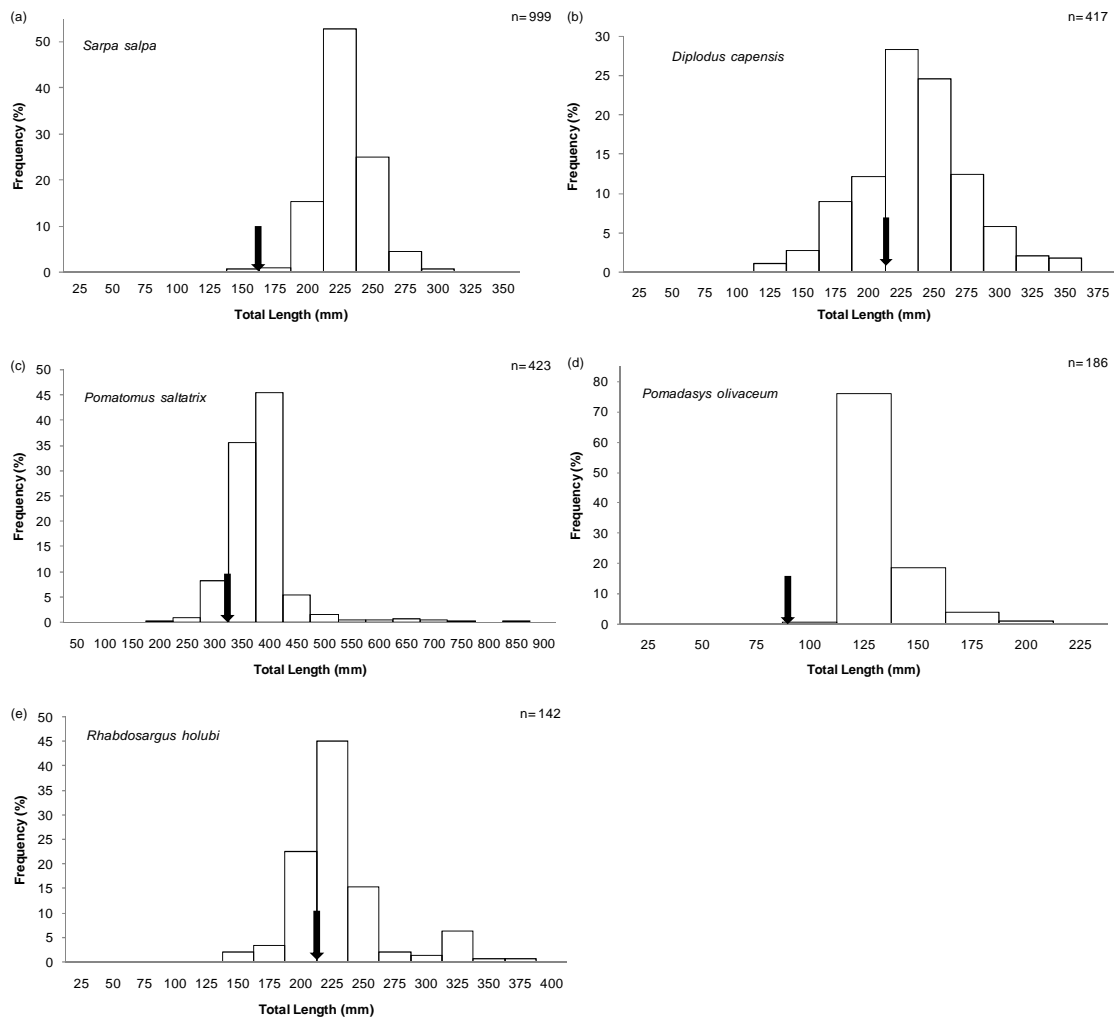 (a)
n=999
Sarpa salpa
Frequency (%)
50
40
30
20
10
0
25 50 75 100 125 150 175 200 225 250 275 300 325 350
Total Length (mm)
(b)
n=417
Diplodus capensis
Frequency (%)
30
25
20
15
10
5
0
25 50 75 100 125 150 175 200 225 250 275 300 325 350 375
Total Length (mm)
(c)
n=423
Pomatomus saltatrix
Frequency (%)
50
45
40
35
30
25
20
15
10
5
0
50 100 150 200 250 300 350 400 450 500 550 600 650 700 750 800 850 900
Total Length (mm)
(d)
n=186
Pomadasys olivaceum
Frequency (%)
80
70
60
50
40
30
20
10
0
25 50 75 100 125 150 175 200 225
Total Length (mm)
(e)
n=142
Rhabdosargus holubi
Frequency (%)
50
45
40
35
30
25
20
15
10
5
0
25 50 75 100 125 150 175 200 225 250 275 300 325 350 375 400
Total Length (mm)